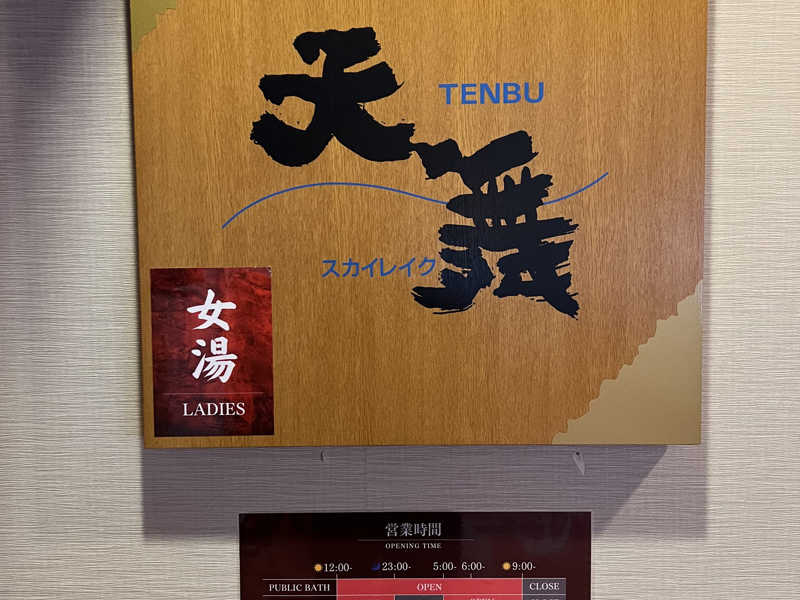 天舞
TENBU
スカイレイク
女湯
LADIES
営業時間
OPENING TIME
12:00- 23:00- 5:00- 6:00- 9:00-
PUBLIC BATH OPEN CLOSE